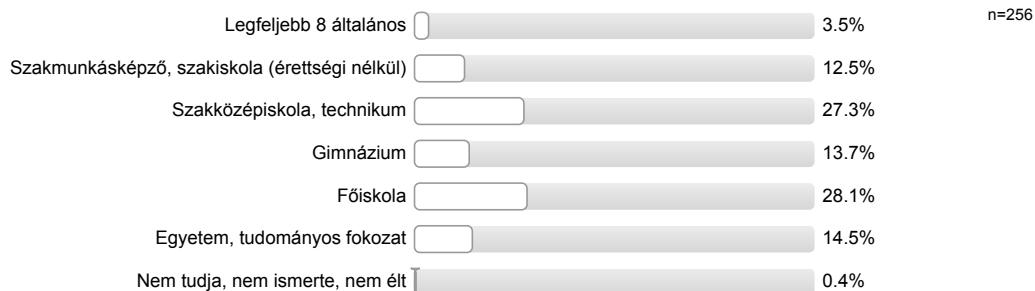 n=256
Legfeljebb 8 általános 3.5%
Szakmunkásképző, szakiskola (érettségi nélkül) 12.5%
Szakközépiskola, technikum 27.3%
Gimnázium 13.7%
Főiskola 28.1%
Egyetem, tudományos fokozat 14.5%
Nem tudja, nem ismerte, nem élt 0.4%